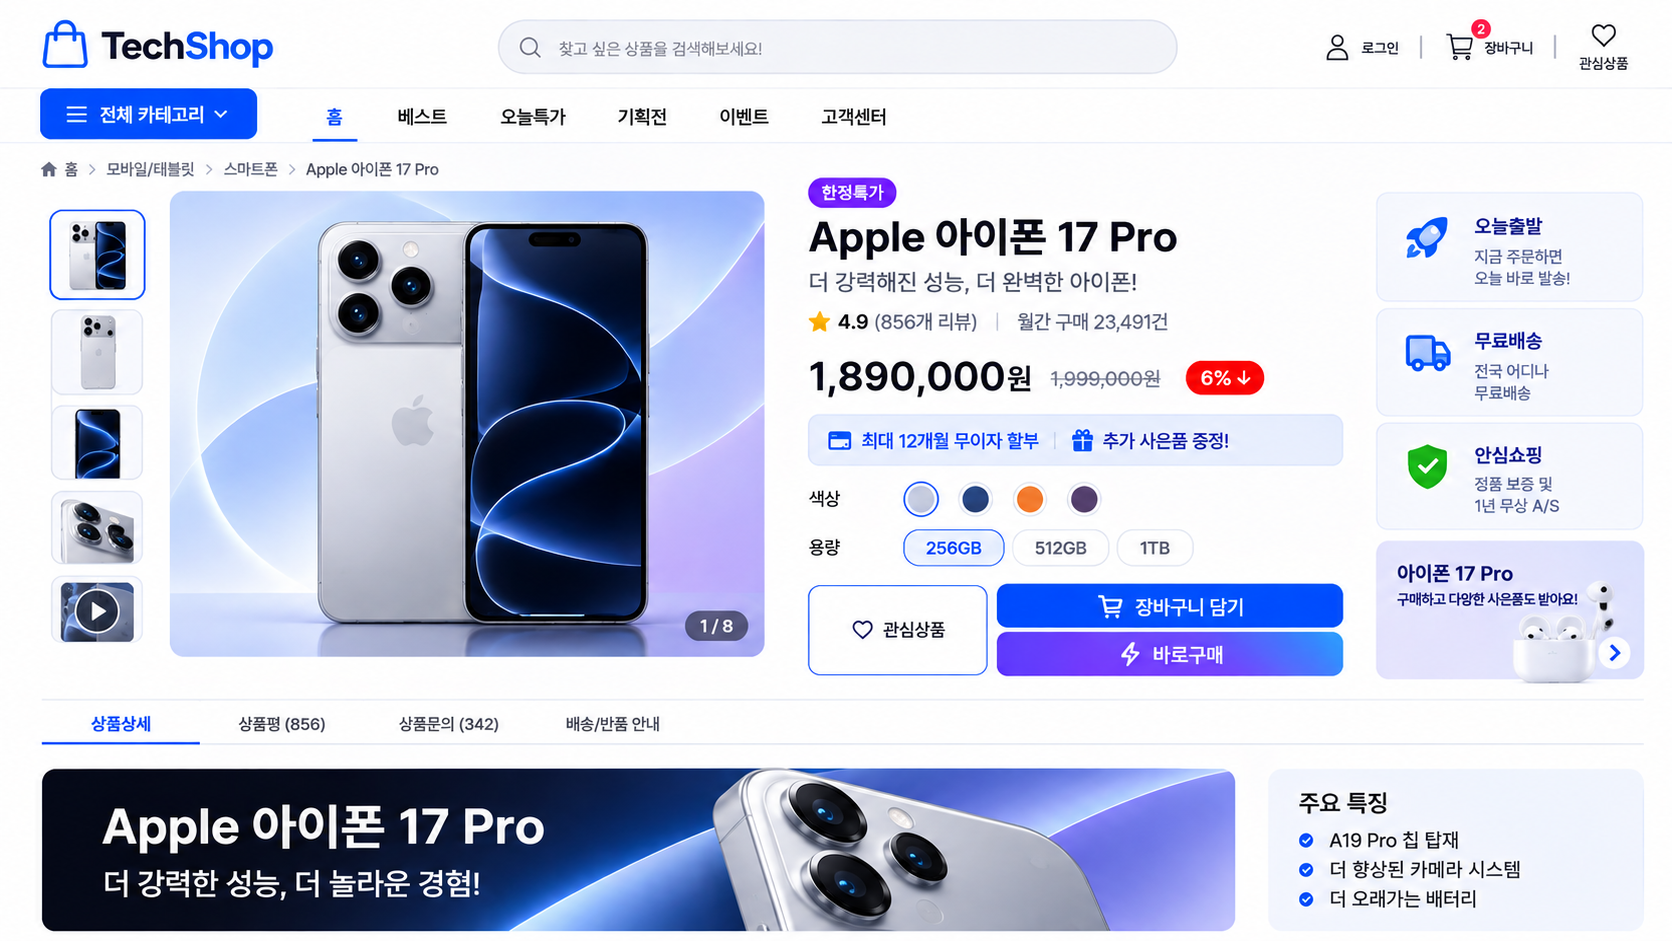 TechShop
찾고 싶은 상품을 검색해보세요!
로그인
2
장바구니
관심상품
전체 카테고리
홈
베스트
오늘특가
기획전
이벤트
고객센터
홈 > 모바일/태블릿 > 스마트폰 > Apple 아이폰 17 Pro
1 / 8
한정특가
Apple 아이폰 17 Pro
더 강력해진 성능, 더 완벽한 아이폰!
4.9 (856개 리뷰) | 월간 구매 23,491건
1,890,000원 1,999,000원 6% ↓
최대 12개월 무이자 할부 | 추가 사은품 증정!
색상
용량 256GB 512GB 1TB
관심상품
장바구니 담기
바로구매
오늘출발
지금 주문하면
오늘 바로 발송!
무료배송
전국 어디나
무료배송
안심쇼핑
정품 보증 및
1년 무상 A/S
아이폰 17 Pro
구매하고 다양한 사은품도 받아요!
상품상세
상품평 (856)
상품문의 (342)
배송/반품 안내
Apple 아이폰 17 Pro
더 강력한 성능, 더 놀라운 경험!
주요 특징
A19 Pro 칩 탑재
더 향상된 카메라 시스템
더 오래가는 배터리